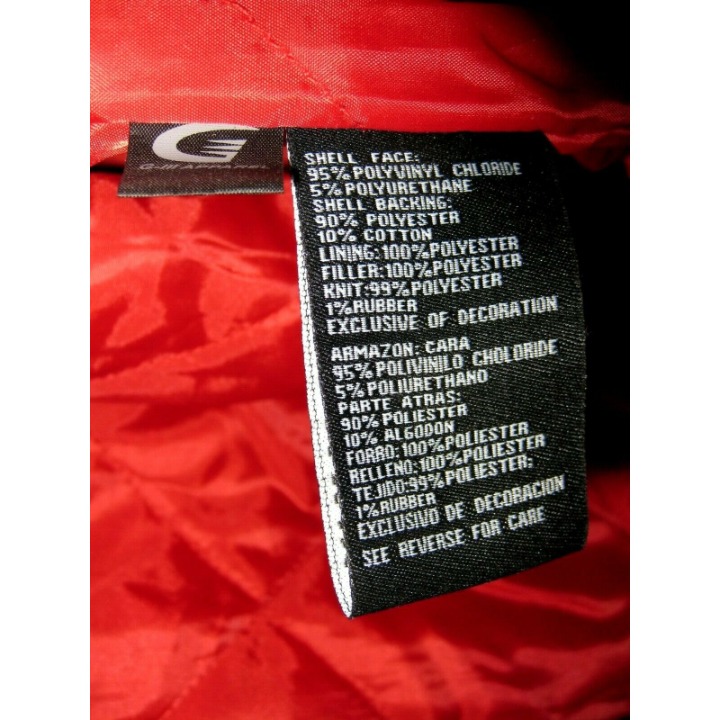 G-III APPAREL
SHELL FACE:
95% POLYVINYL CHLORIDE
5% POLYURETHANE
SHELL BACKING:
90% POLYESTER
10% COTTON
LINING:100%POLYESTER
FILLER:100%POLYESTER
KNIT:99%POLYESTER
1%RUBBER
EXCLUSIVE OF DECORATION
ARMAZON: CARA
95% POLIVINILO CHOLORIDE
5% POLIURETHANO
PARTE ATRAS:
90% POLIESTER
10% ALGODON
FORRO:100%POLIESTER
RELLENO:100%POLIESTER
TEJIDO:99%POLIESTER;
1%RUBBER
EXCLUSIVO DE DECORACION
SEE REVERSE FOR CARE